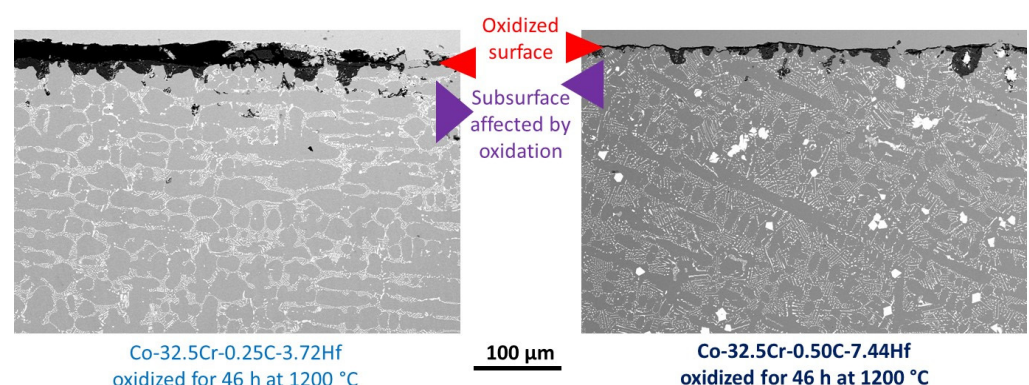 Oxidized
surface
Subsurface
affected by
oxidation
Co-32.5Cr-0.25C-3.72Hf
oxidized for 46 h at 1200 °C
100 µm
Co-32.5Cr-0.50C-7.44Hf
oxidized for 46 h at 1200 °C